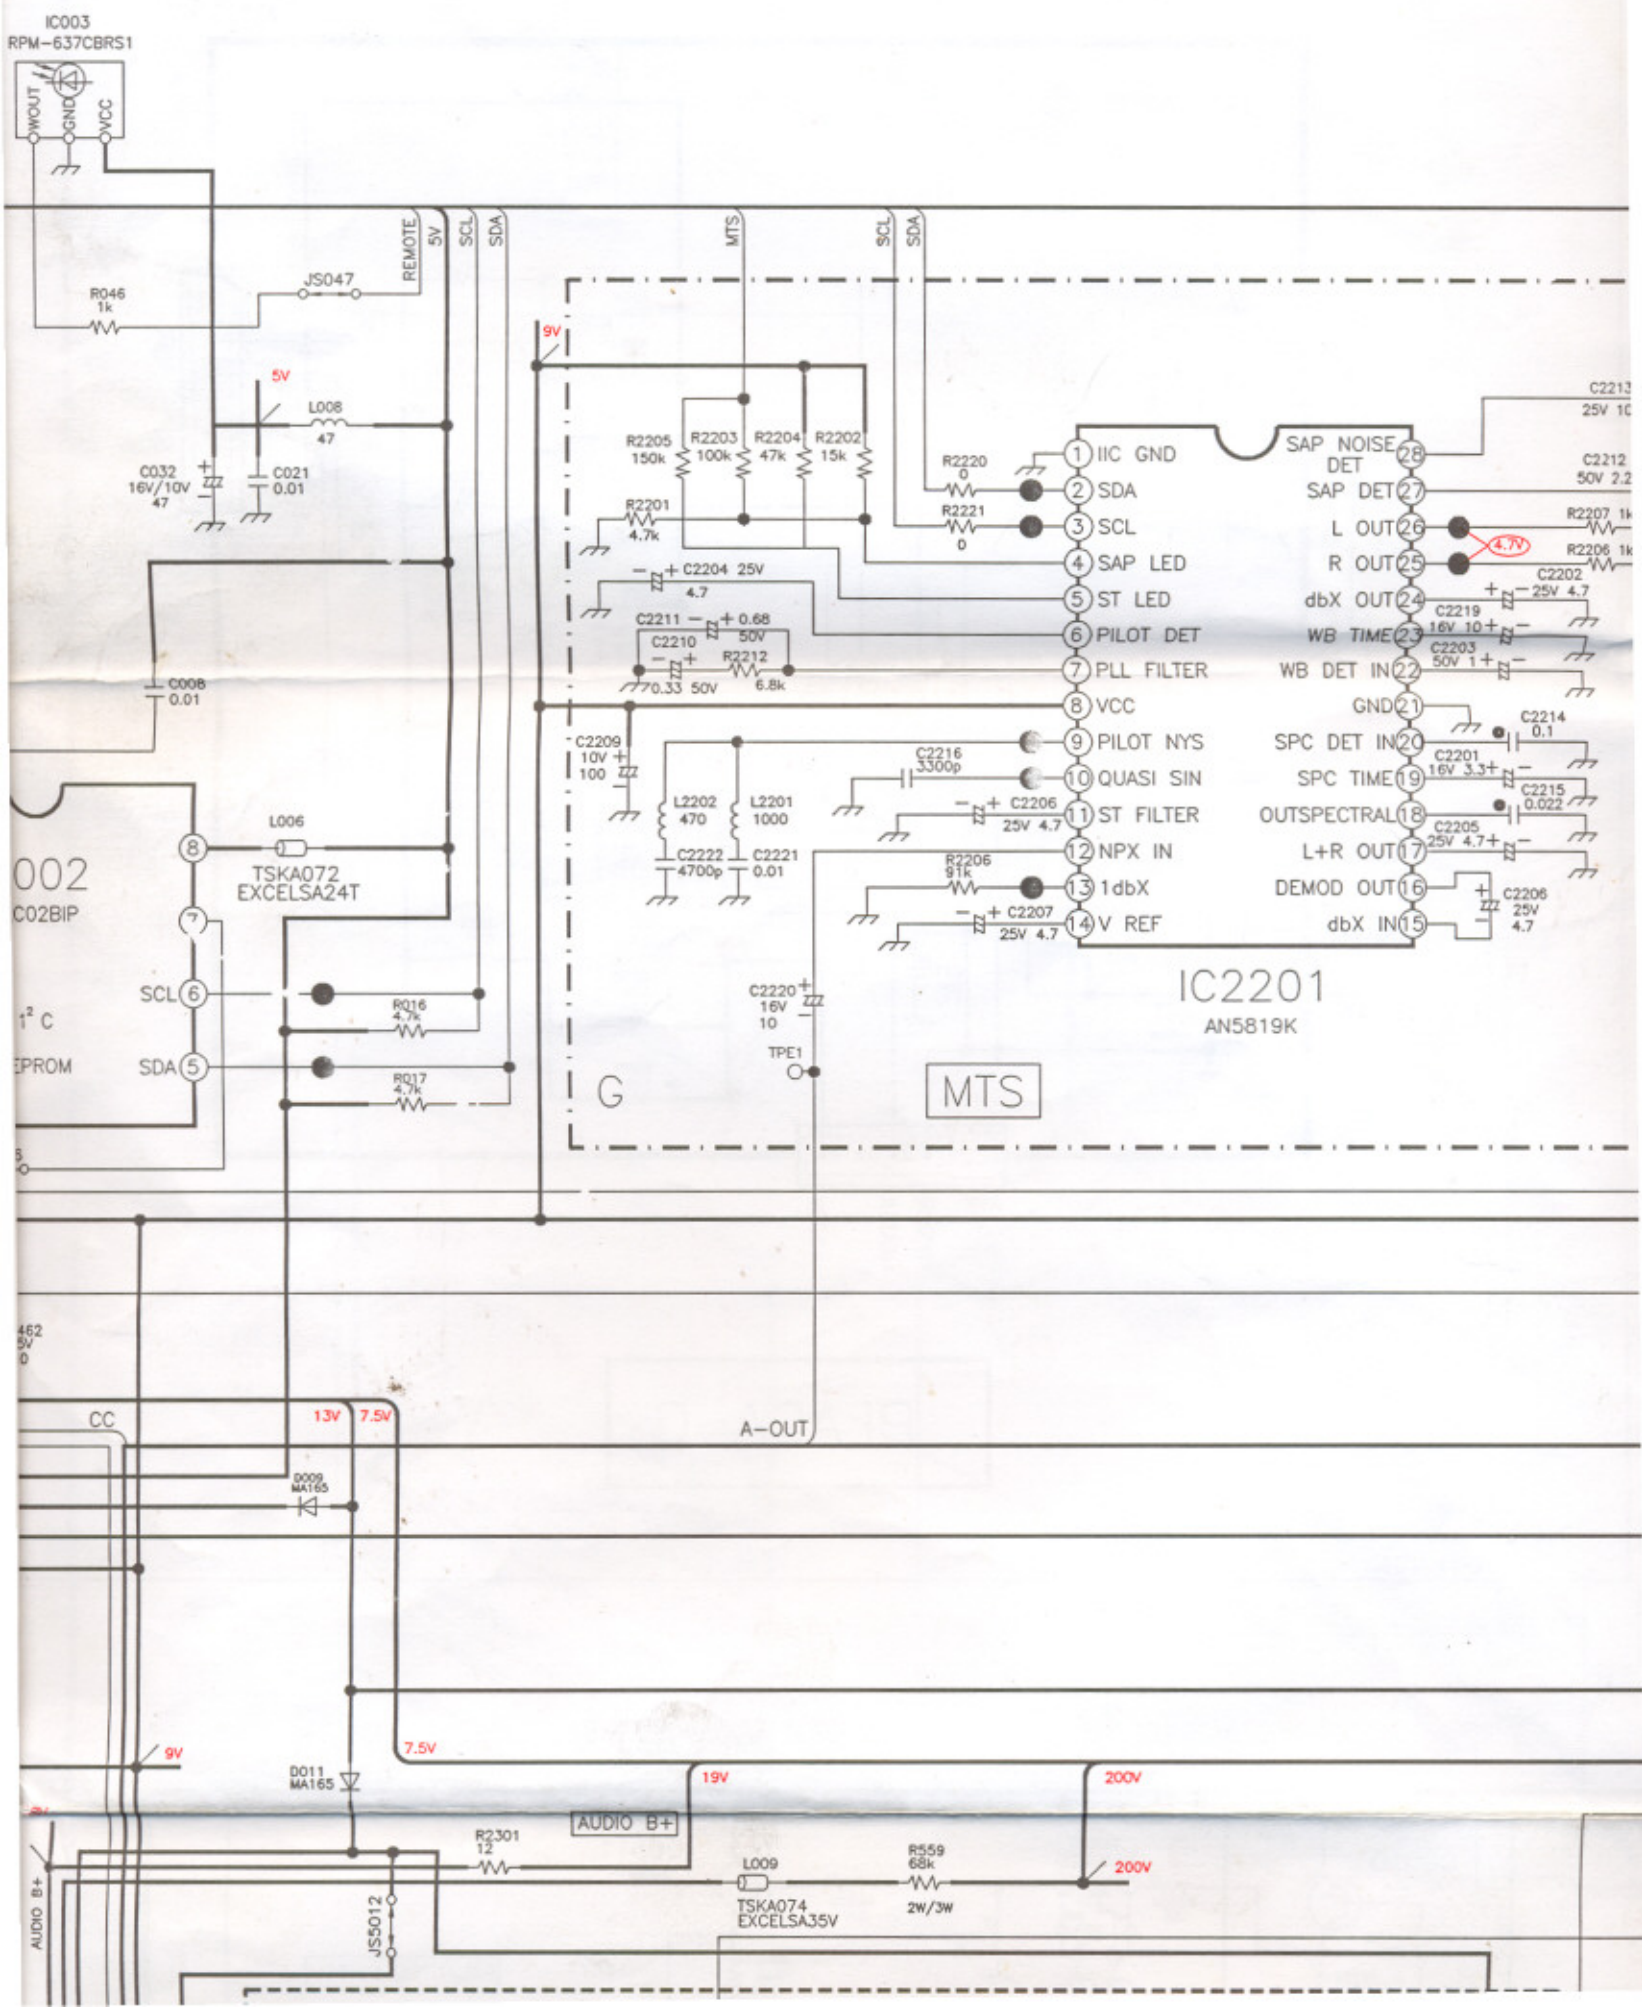 IC003
RPM-637CBRS1
WOUT
GND
VCC
REMOTE
5V
SCL
SDA
MTS
SCL
SDA
JS047
R046
1k
9V
5V
L008
47
C032
16V/10V
47
C021
0.01
R2205
150k
R2203
100k
R2204
47k
R2202
15k
R2201
4.7k
R2220
0
R2221
0
C2213
25V 10
C2212
50V 2.2
R2207 1k
4.7V
R2206 1k
1 IIC GND
2 SDA
3 SCL
4 SAP LED
5 ST LED
6 PILOT DET
7 PLL FILTER
8 VCC
9 PILOT NYS
10 QUASI SIN
11 ST FILTER
12 NPX IN
13 1dbX
14 V REF
SAP NOISE
DET 28
SAP DET 27
L OUT 26
R OUT 25
dbX OUT 24
WB TIME 23
WB DET IN 22
GND 21
SPC DET IN 20
SPC TIME 19
OUTSPECTRAL 18
L+R OUT 17
DEMOD OUT 16
dbX IN 15
- + C2204 25V
4.7
C2211 - + 0.68
50V
C2210
- +
0.33 50V
R2212
6.8k
C2202
+ - 25V 4.7
C2219
16V 10 + -
C2203
50V 1 + -
C2214
0.1
C2201
16V 3.3 + -
C2215
0.022
C2205
25V 4.7 + -
+
C2206
25V
-
4.7
C008
0.01
C2209
10V +
100
-
C2216
3300p
L2202
470
L2201
1000
- + C2206
25V 4.7
C2222
4700p
C2221
0.01
R2206
91k
- + C2207
25V 4.7
IC2201
AN5819K
C2220 +
16V
10 -
TPE1
G
MTS
L006
TSKA072
EXCELSA24T
002
C02BIP
8
7
SCL 6
I² C
EPROM
SDA 5
R016
4.7k
R017
4.7k
462
5V
0
CC
13V
7.5V
A-OUT
D009
MA165
9V
7.5V
D011
MA165
19V
200V
AUDIO B+
AUDIO B+
R2301
12
L009
TSKA074
EXCELSA35V
R559
68k
2W/3W
200V
JS5012